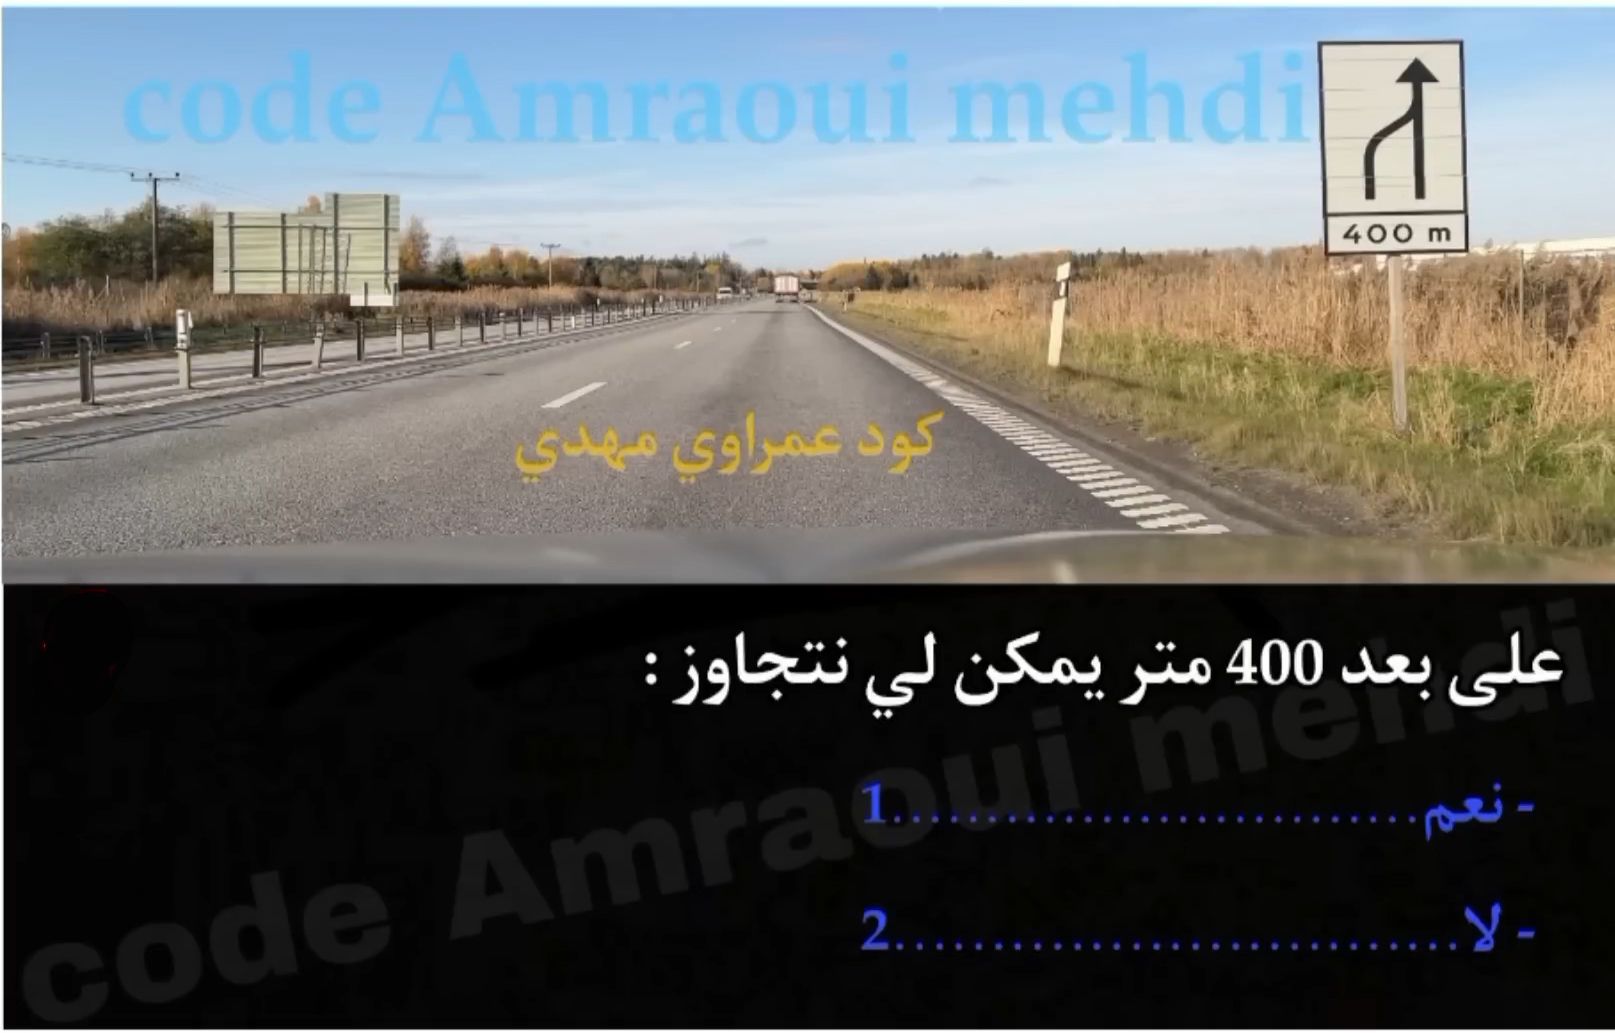 code Amraoui mehdi
400 m
كود عمراوي مهدي
على بعد 400 متر يمكن لي نتجاوز :
- نعم............................1
- لا..............................2
code Amraoui mehdi